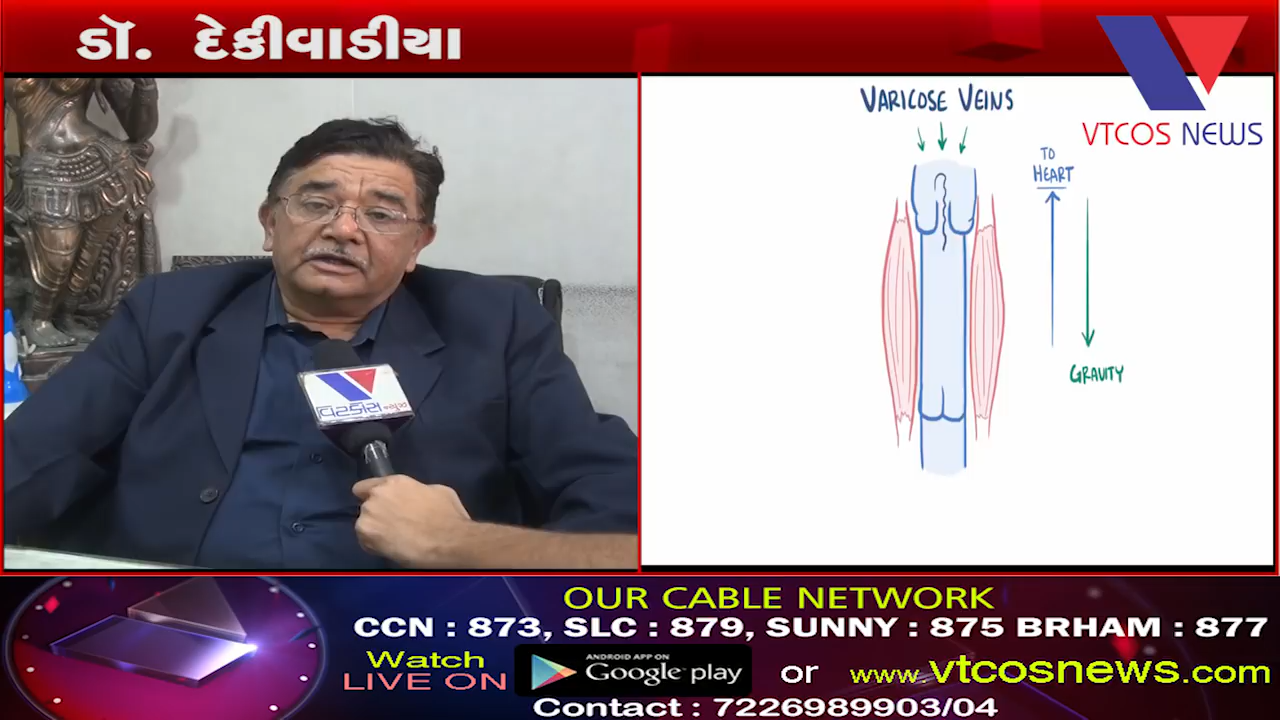 ડૉ. દેકીવાડીયા
VARICOSE VEINS
VTCOS NEWS
TO
HEART
GRAVITY
વિટકોસ ન્યૂઝ
OUR CABLE NETWORK
CCN : 873, SLC : 879, SUNNY : 875 BRHAM : 877
Watch
LIVE ON
ANDROID APP ON
Google play
or www.vtcosnews.com
Contact : 7226989903/04